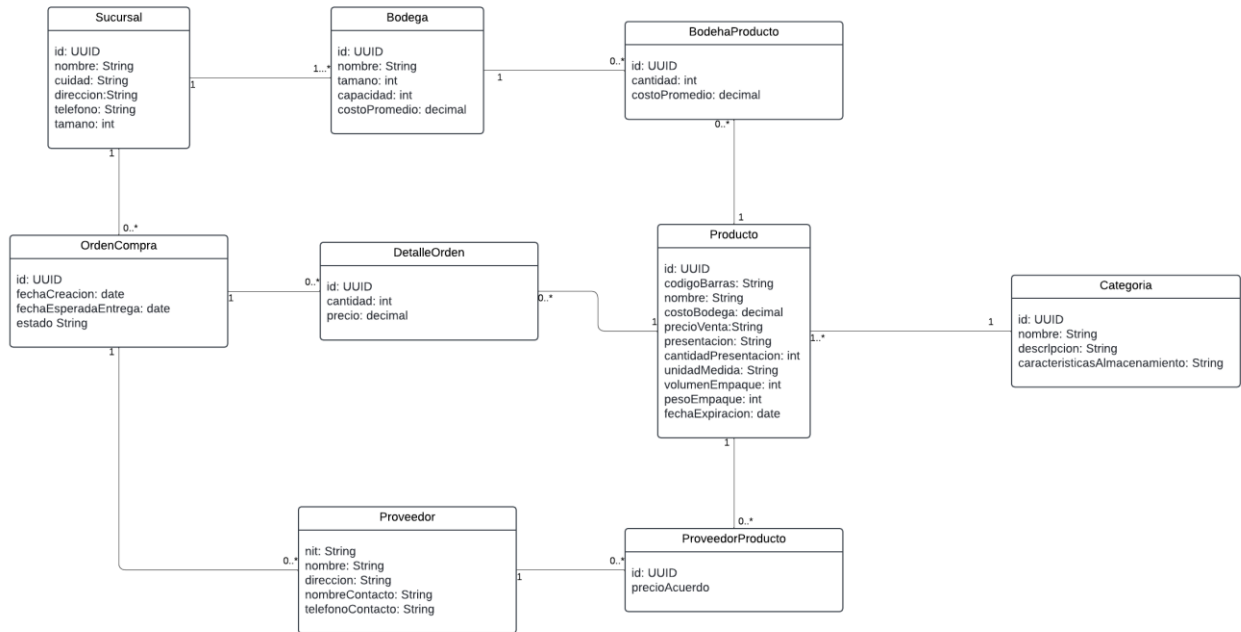 Sucursal
id: UUID
nombre: String
cuidad: String
direccion:String
telefono: String
tamano: int
1
1
1...*
Bodega
id: UUID
nombre: String
tamano: int
capacidad: int
costoPromedio: decimal
1
0..*
BodehaProducto
id: UUID
cantidad: int
costoPromedio: decimal
0..*
0..*
OrdenCompra
id: UUID
fechaCreacion: date
fechaEsperadaEntrega: date
estado String
1
1
0..*
DetalleOrden
id: UUID
cantidad: int
precio: decimal
0..*
1
1
Producto
id: UUID
codigoBarras: String
nombre: String
costoBodega: decimal
precioVenta:String
presentacion: String
cantidadPresentacion: int
unidadMedida: String
volumenEmpaque: int
pesoEmpaque: int
fechaExpiracion: date
1..*
1
1
Categoria
id: UUID
nombre: String
descrIpcion: String
caracteristicasAlmacenamiento: String
0..*
Proveedor
nit: String
nombre: String
direccion: String
nombreContacto: String
telefonoContacto: String
1
0..*
0..*
ProveedorProducto
id: UUID
precioAcuerdo